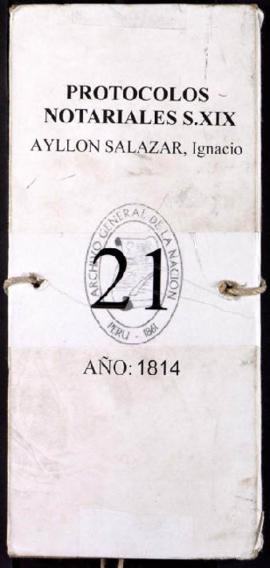 PROTOCOLOS
NOTARIALES S.XIX
AYLLON SALAZAR, Ignacio
ARCHIVO GENERAL DE LA NACION
21
PERU - 1861
AÑO: 1814